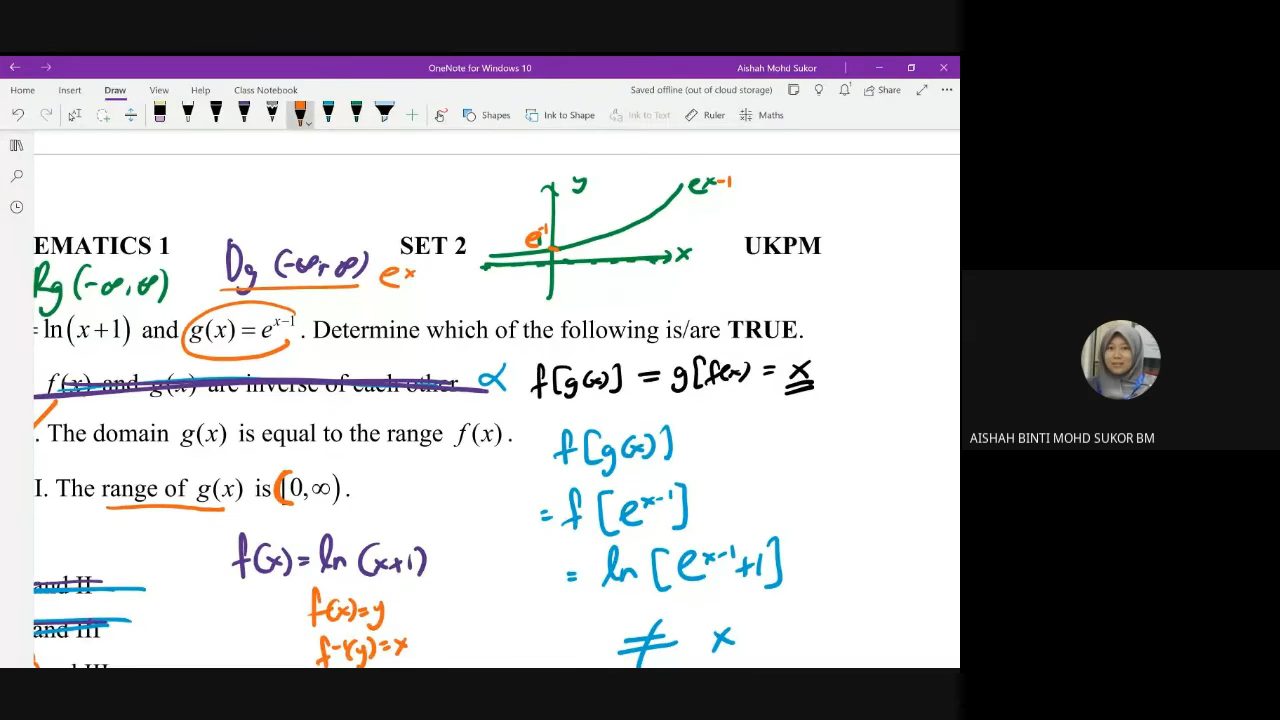 OneNote for Windows 10
Aishah Mohd Sukor
Home Insert Draw View Help Class Notebook
Saved offline (out of cloud storage) Share
Shapes Ink to Shape Ink to Text Ruler Maths
y
e^{x-1}
e^{-1}
x
EMATICS 1 SET 2 UKPM
Rg (-∞, ∞) Dg (-∞, ∞) e^x
= ln(x+1) and g(x) = e^{x-1}. Determine which of the following is/are TRUE.
f(x) and g(x) are inverse of each other. f[g(x)] = g[f(x) = x
. The domain g(x) is equal to the range f(x).
f[g(x)]
I. The range of g(x) is [0,∞).
= f [e^{x-1}]
f(x) = ln (x+1)
= ln [e^{x-1}+1]
and II
f(x)=y
and III
≠ x
f^{-1}(y)=x
and III
AISHAH BINTI MOHD SUKOR BM